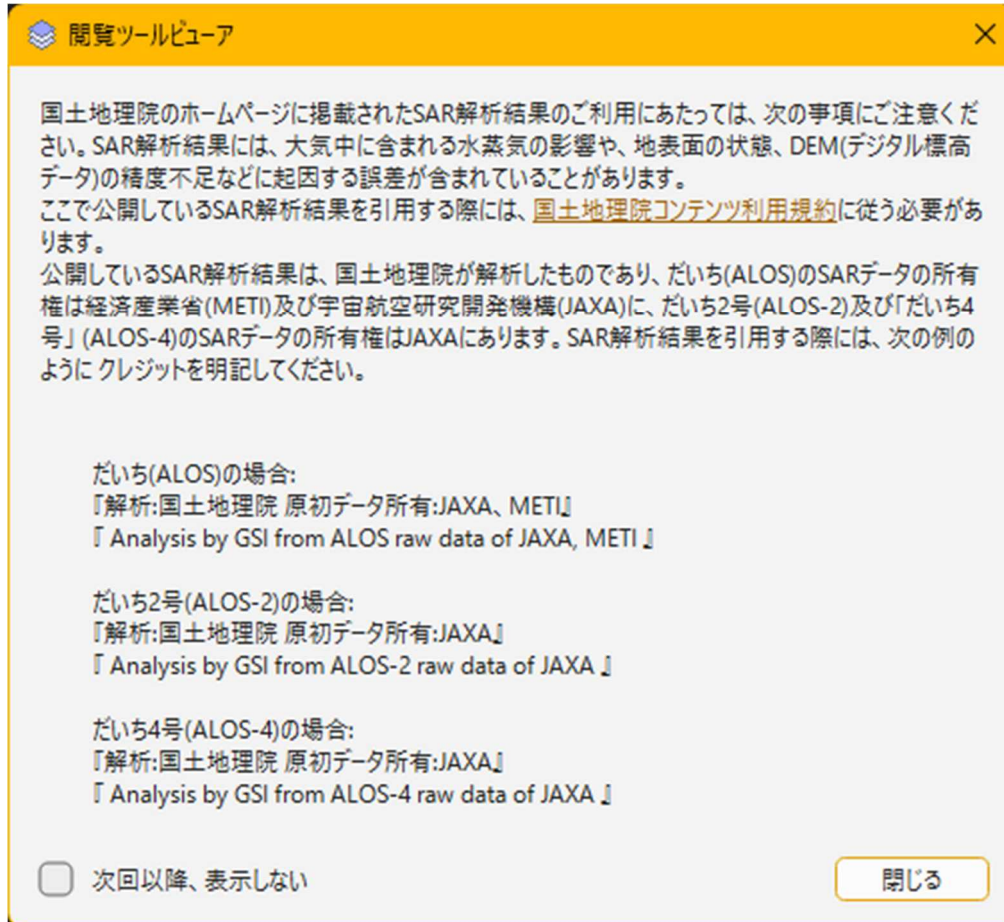 閲覧ツールビューア
国土地理院のホームページに掲載されたSAR解析結果のご利用にあたっては、次の事項にご注意くだ
さい。SAR解析結果には、大気中に含まれる水蒸気の影響や、地表面の状態、DEM(デジタル標高
データ)の精度不足などに起因する誤差が含まれていることがあります。
ここで公開しているSAR解析結果を引用する際には、国土地理院コンテンツ利用規約に従う必要があ
ります。
公開しているSAR解析結果は、国土地理院が解析したものであり、だいち(ALOS)のSARデータの所有
権は経済産業省(METI)及び宇宙航空研究開発機構(JAXA)に、だいち2号(ALOS-2)及び「だいち4
号」 (ALOS-4)のSARデータの所有権はJAXAにあります。SAR解析結果を引用する際には、次の例の
ように クレジットを明記してください。
だいち(ALOS)の場合:
『解析:国土地理院 原初データ所有:JAXA、METI』
『 Analysis by GSI from ALOS raw data of JAXA, METI 』
だいち2号(ALOS-2)の場合:
『解析:国土地理院 原初データ所有:JAXA』
『 Analysis by GSI from ALOS-2 raw data of JAXA 』
だいち4号(ALOS-4)の場合:
『解析:国土地理院 原初データ所有:JAXA』
『 Analysis by GSI from ALOS-4 raw data of JAXA 』
次回以降、表示しない
閉じる